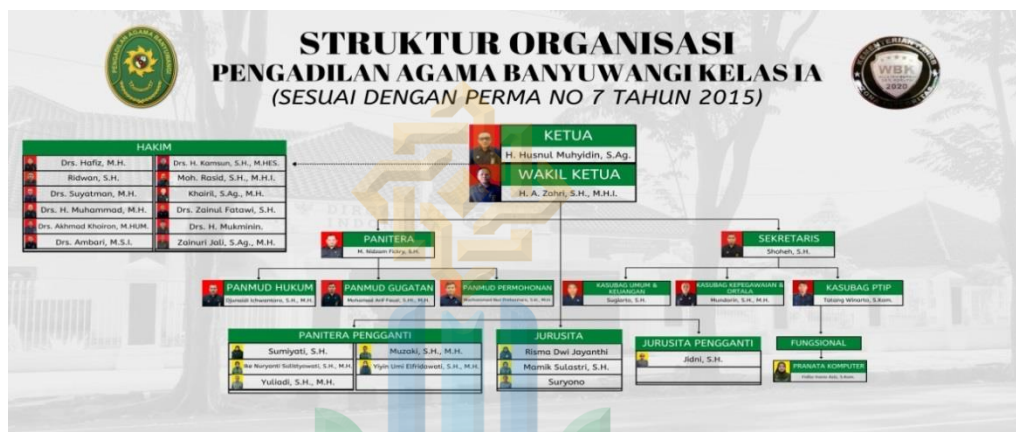 STRUKTUR ORGANISASI
PENGADILAN AGAMA BANYUWANGI KELAS IA
(SESUAI DENGAN PERMA NO 7 TAHUN 2015)
WBK
2020
KETUA
H. Husnul Muhyidin, S.Ag.
WAKIL KETUA
H. A. Zahri, S.H., M.H.I.
HAKIM
Drs. Hafiz, M.H.
Drs. H. Kamsun, S.H., M.HES.
Ridwan, S.H.
Moh. Rasid, S.H., M.H.I.
Drs. Suyatman, M.H.
Khairil, S.Ag., M.H.
Drs. H. Muhammad, M.H.
Drs. Zainul Fatawi, S.H.
Drs. Akhmad Khoiron, M.HUM.
Drs. H. Mukminin.
Drs. Ambari, M.S.I.
Zainuri Jali, S.Ag., M.H.
PANITERA
SEKRETARIS
Shoheh, S.H.
PANMUD HUKUM
PANMUD GUGATAN
PANMUD PERMOHONAN
KASUBAG UMUM &
KEUANGAN
Sugiarto, S.H.
KASUBAG KEPEGAWAIAN &
ORTALA
Mundarin, S.H., M.H.
KASUBAG PTIP
Tatang Winarto, S.Kom.
PANITERA PENGGANTI
Sumiyati, S.H.
Muzaki, S.H., M.H.
Yuliadi, S.H., M.H.
JURUSITA
Risma Dwi Jayanthi
Mamik Sulastri, S.H.
Suryono
JURUSITA PENGGANTI
Jidni, S.H.
FUNGSIONAL
PRANATA KOMPUTER